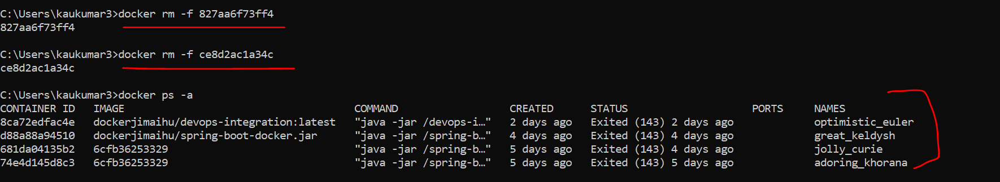 C:\Users\kaukumar3>docker rm -f 827aa6f73ff4
827aa6f73ff4
C:\Users\kaukumar3>docker rm -f ce8d2ac1a34c
ce8d2ac1a34c
C:\Users\kaukumar3>docker ps -a
CONTAINER ID   IMAGE                                  COMMAND                CREATED      STATUS                   PORTS    NAMES
8ca72edfac4e   dockerjimaihu/devops-integration:latest   "java -jar /devops-i…"   2 days ago   Exited (143) 2 days ago            optimistic_euler
d88a88a94510   dockerjimaihu/spring-boot-docker.jar      "java -jar /spring-b…"   4 days ago   Exited (143) 4 days ago            great_keldysh
681da04135b2   6cfb36253329                              "java -jar /spring-b…"   5 days ago   Exited (143) 4 days ago            jolly_curie
74e4d145d8c3   6cfb36253329                              "java -jar /spring-b…"   5 days ago   Exited (143) 5 days ago            adoring_khorana